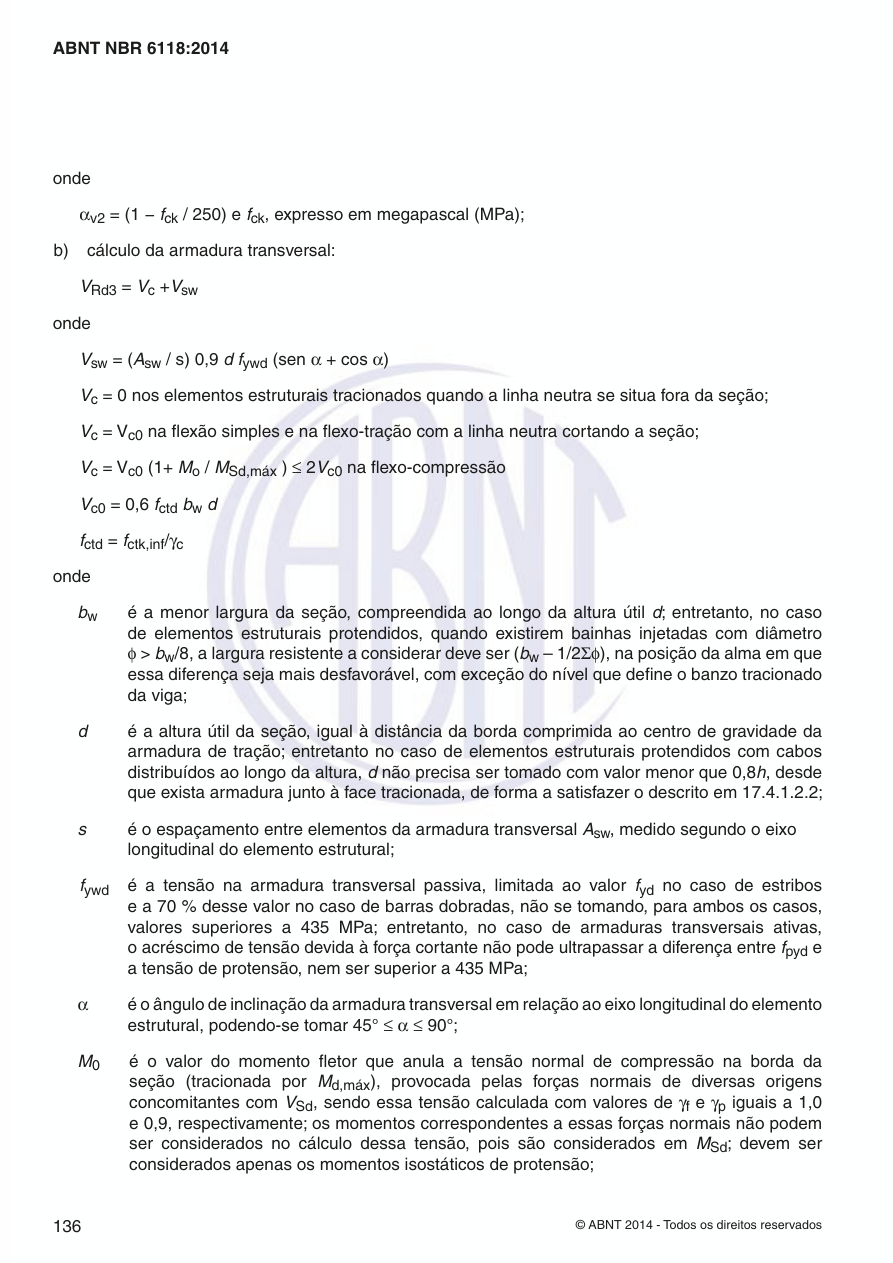 ABNT NBR 6118:2014
onde
αv2 = (1 – fck / 250) e fck, expresso em megapascal (MPa);
b) cálculo da armadura transversal:
VRd3 = Vc +Vsw
onde
Vsw = (Asw / s) 0,9 d fywd (sen α + cos α)
Vc = 0 nos elementos estruturais tracionados quando a linha neutra se situa fora da seção;
Vc = Vc0 na flexão simples e na flexo-tração com a linha neutra cortando a seção;
Vc = Vc0 (1+ Mo / MSd,máx ) ≤ 2Vc0 na flexo-compressão
Vc0 = 0,6 fctd bw d
fctd = fctk,inf/γc
onde
bw é a menor largura da seção, compreendida ao longo da altura útil d; entretanto, no caso
de elementos estruturais protendidos, quando existirem bainhas injetadas com diâmetro
ϕ > bw/8, a largura resistente a considerar deve ser (bw – 1/2Σϕ), na posição da alma em que
essa diferença seja mais desfavorável, com exceção do nível que define o banzo tracionado
da viga;
d é a altura útil da seção, igual à distância da borda comprimida ao centro de gravidade da
armadura de tração; entretanto no caso de elementos estruturais protendidos com cabos
distribuídos ao longo da altura, d não precisa ser tomado com valor menor que 0,8h, desde
que exista armadura junto à face tracionada, de forma a satisfazer o descrito em 17.4.1.2.2;
s é o espaçamento entre elementos da armadura transversal Asw, medido segundo o eixo
longitudinal do elemento estrutural;
fywd é a tensão na armadura transversal passiva, limitada ao valor fyd no caso de estribos
e a 70 % desse valor no caso de barras dobradas, não se tomando, para ambos os casos,
valores superiores a 435 MPa; entretanto, no caso de armaduras transversais ativas,
o acréscimo de tensão devida à força cortante não pode ultrapassar a diferença entre fpyd e
a tensão de protensão, nem ser superior a 435 MPa;
α é o ângulo de inclinação da armadura transversal em relação ao eixo longitudinal do elemento
estrutural, podendo-se tomar 45° ≤ α ≤ 90°;
M0 é o valor do momento fletor que anula a tensão normal de compressão na borda da
seção (tracionada por Md,máx), provocada pelas forças normais de diversas origens
concomitantes com VSd, sendo essa tensão calculada com valores de γf e γp iguais a 1,0
e 0,9, respectivamente; os momentos correspondentes a essas forças normais não podem
ser considerados no cálculo dessa tensão, pois são considerados em MSd; devem ser
considerados apenas os momentos isostáticos de protensão;
136
© ABNT 2014 - Todos os direitos reservados
ABNT